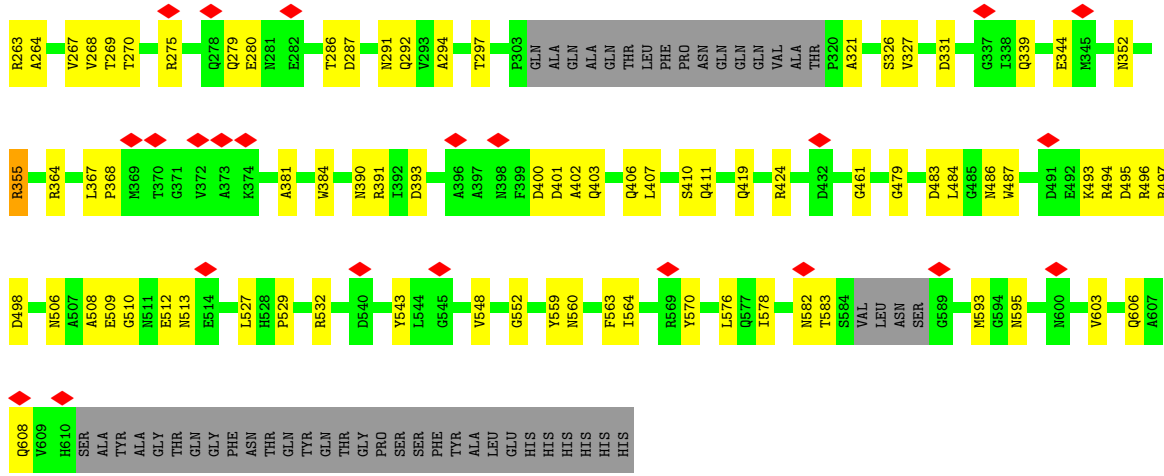 R263 A264 V267 V268 T269 T270 R275 Q278 Q279 E280 N281 E282 T286 D287 N291 Q292 V293 A294 T297 P303 GLN ALA GLN ALA GLN THR LEU PHE PRO ASN GLN GLN GLN VAL ALA THR P320 A321 S326 V327 D331 G337 I338 Q339 E344 M345 N352
R355 R364 L367 P368 M369 T370 G371 V372 A373 K374 A381 W384 N390 R391 I392 D393 A396 A397 N398 F399 D400 D401 A402 Q403 Q406 L407 S410 Q411 Q419 R424 D432 G461 G479 D483 L484 G485 N486 W487 D491 E492 K493 R494 D495 R496 R497
D498 N506 A507 A508 E509 G510 N511 E512 N513 E514 L527 H528 P529 R532 D540 Y543 L544 G545 V548 G552 Y559 N560 F563 I564 R569 Y570 L576 Q577 I578 N582 T583 S584 VAL LEU ASN SER G589 M593 G594 N595 N600 V603 Q606 A607
Q608 V609 H610 SER ALA TYR ALA GLY THR GLN GLY PHE ASN THR GLN TYR GLN THR GLY PRO SER SER PHE TYR ALA LEU GLU HIS HIS HIS HIS HIS HIS